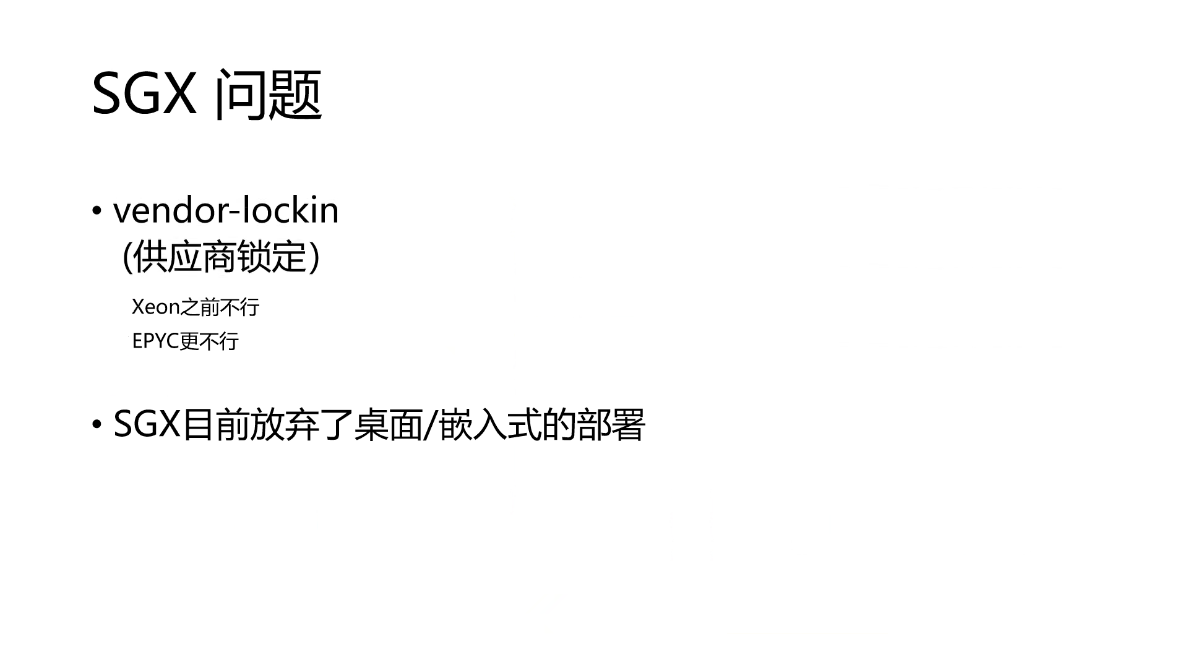 SGX 问题
• vendor-lockin
(供应商锁定）
Xeon之前不行
EPYC更不行
• SGX目前放弃了桌面/嵌入式的部署